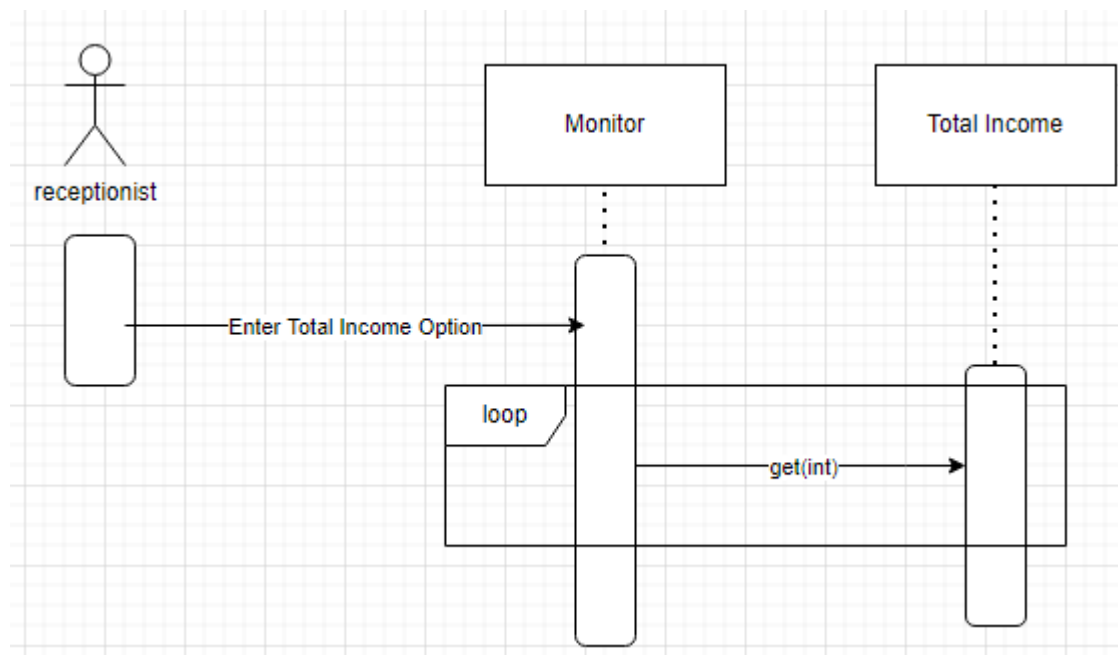 receptionist
Monitor
Total Income
Enter Total Income Option
loop
get(int)